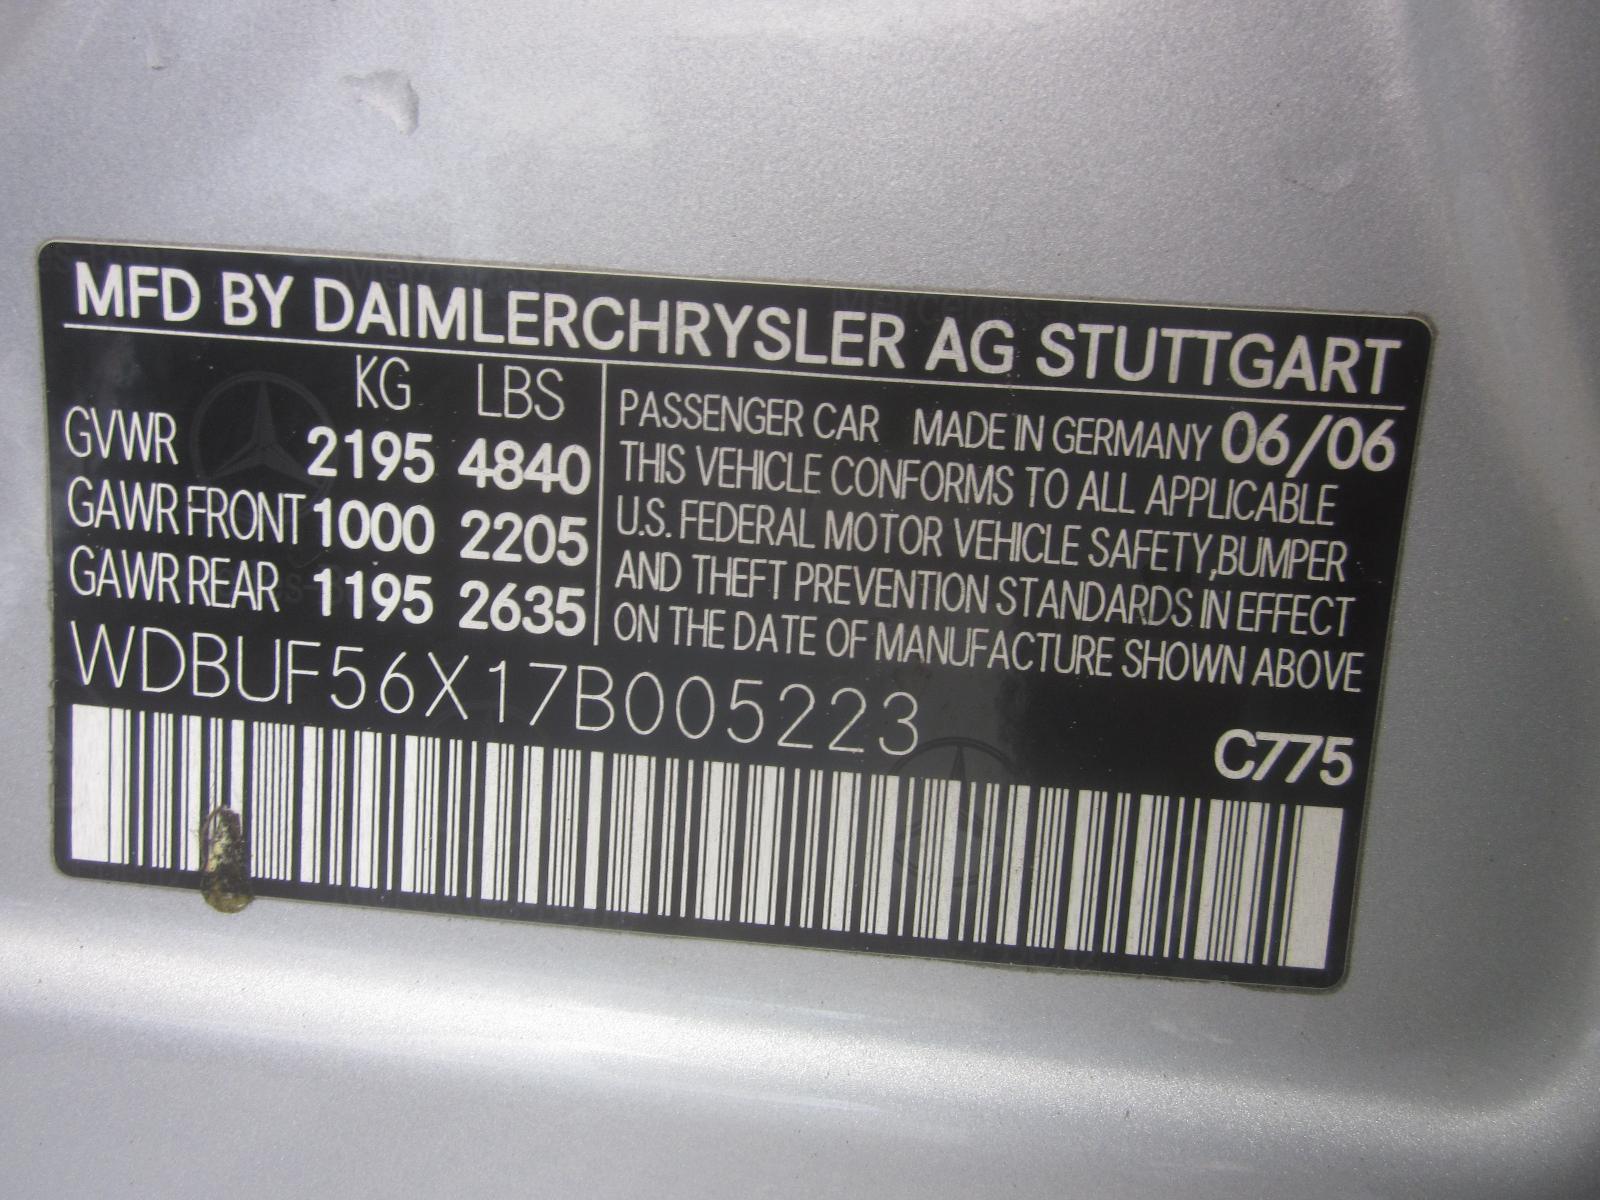 MFD BY DAIMLERCHRYSLER AG STUTTGART
KG LBS
GVWR 2195 4840
GAWR FRONT 1000 2205
GAWR REAR 1195 2635
PASSENGER CAR MADE IN GERMANY 06/06
THIS VEHICLE CONFORMS TO ALL APPLICABLE
U.S. FEDERAL MOTOR VEHICLE SAFETY,BUMPER
AND THEFT PREVENTION STANDARDS IN EFFECT
ON THE DATE OF MANUFACTURE SHOWN ABOVE
WDBUF56X17B005223
C775